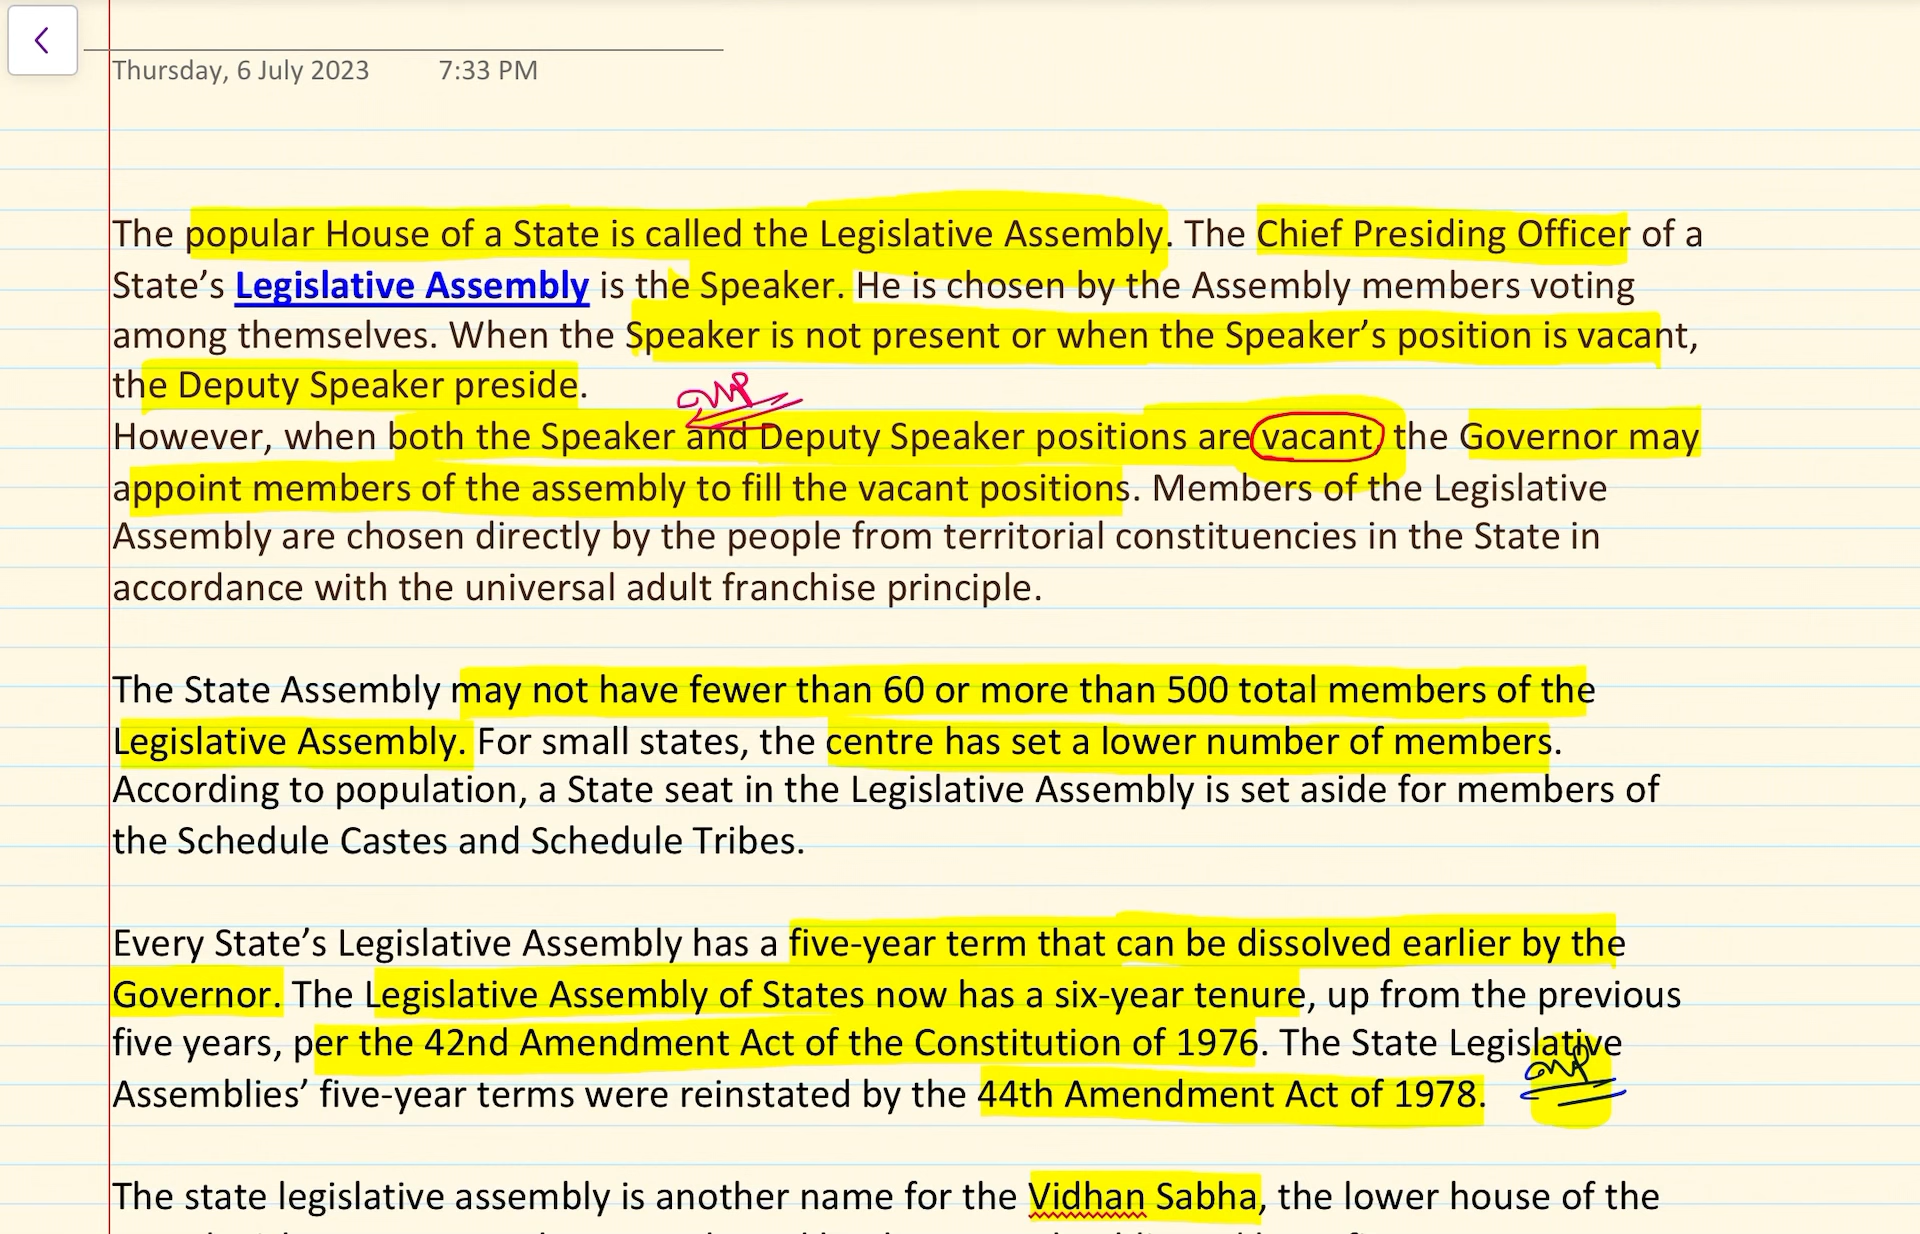 Thursday, 6 July 2023 7:33 PM
The popular House of a State is called the Legislative Assembly. The Chief Presiding Officer of a
State’s Legislative Assembly is the Speaker. He is chosen by the Assembly members voting
among themselves. When the Speaker is not present or when the Speaker’s position is vacant,
the Deputy Speaker preside.
However, when both the Speaker and Deputy Speaker positions are vacant, the Governor may
appoint members of the assembly to fill the vacant positions. Members of the Legislative
Assembly are chosen directly by the people from territorial constituencies in the State in
accordance with the universal adult franchise principle.
The State Assembly may not have fewer than 60 or more than 500 total members of the
Legislative Assembly. For small states, the centre has set a lower number of members.
According to population, a State seat in the Legislative Assembly is set aside for members of
the Schedule Castes and Schedule Tribes.
Every State’s Legislative Assembly has a five-year term that can be dissolved earlier by the
Governor. The Legislative Assembly of States now has a six-year tenure, up from the previous
five years, per the 42nd Amendment Act of the Constitution of 1976. The State Legislative
Assemblies’ five-year terms were reinstated by the 44th Amendment Act of 1978.
The state legislative assembly is another name for the Vidhan Sabha, the lower house of the